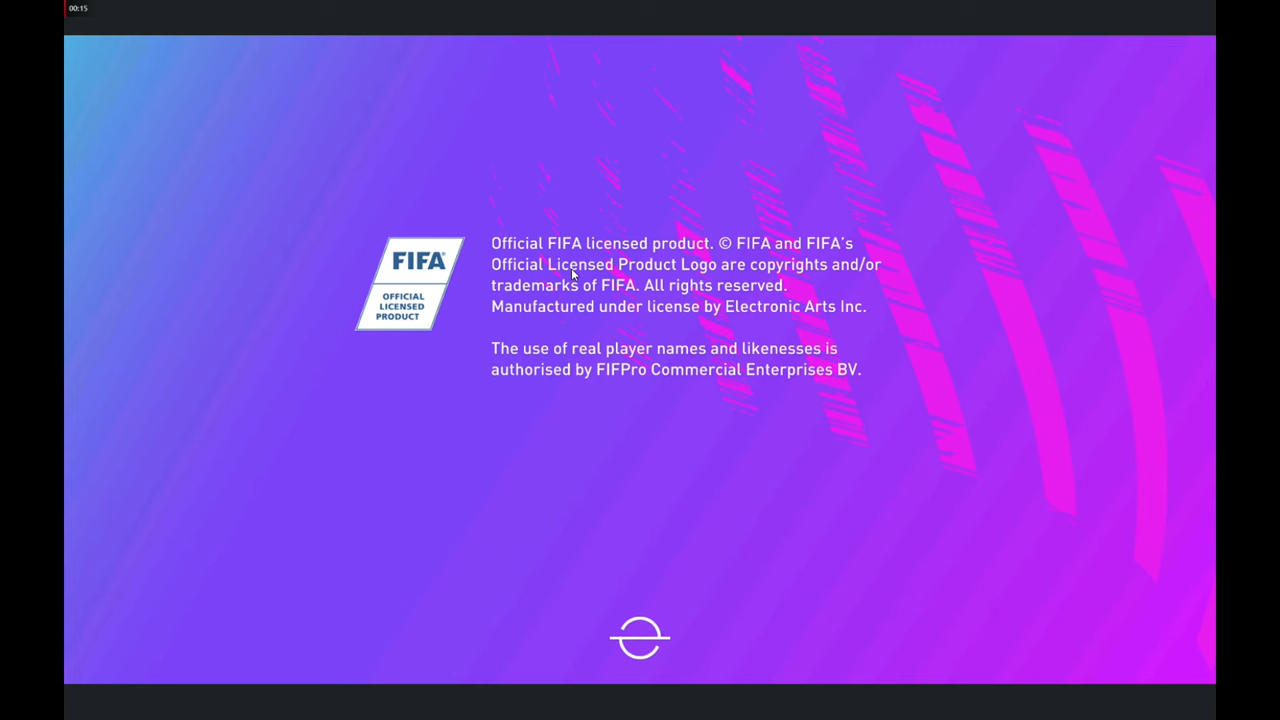 00:15
FIFA
OFFICIAL
LICENSED
PRODUCT
Official FIFA licensed product. © FIFA and FIFA's
Official Licensed Product Logo are copyrights and/or
trademarks of FIFA. All rights reserved.
Manufactured under license by Electronic Arts Inc.
The use of real player names and likenesses is
authorised by FIFPro Commercial Enterprises BV.